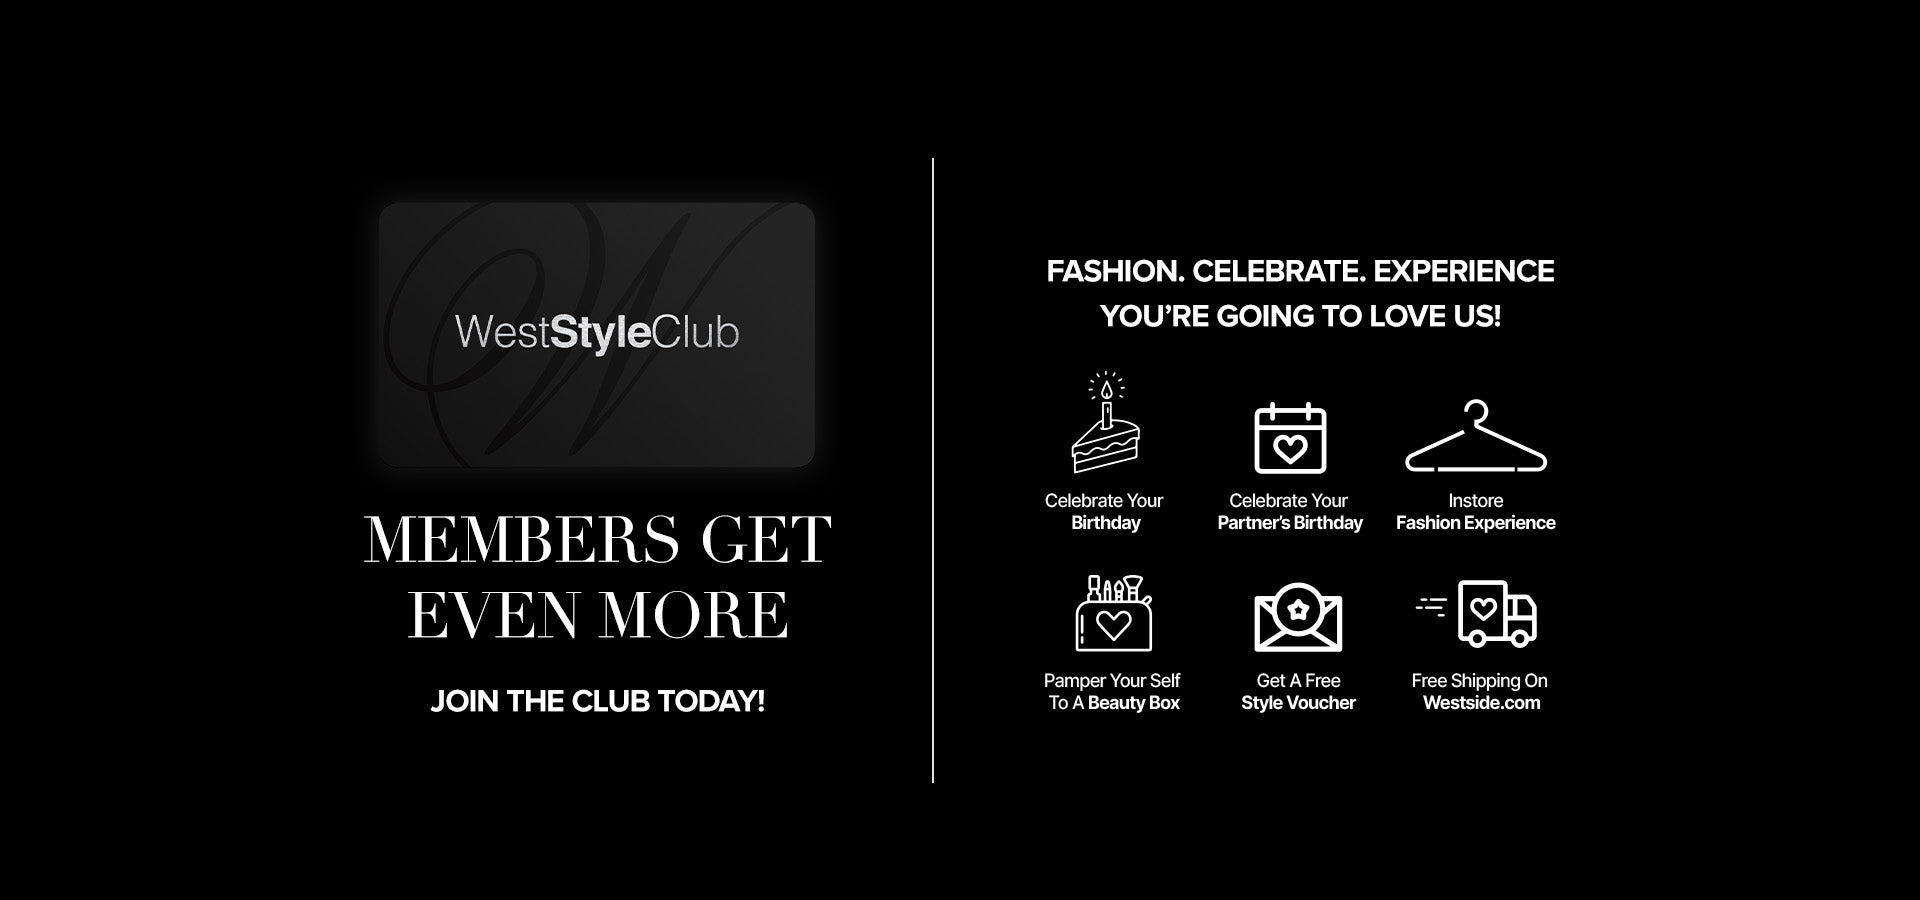 WestStyleClub
MEMBERS GET
EVEN MORE
JOIN THE CLUB TODAY!
FASHION. CELEBRATE. EXPERIENCE
YOU’RE GOING TO LOVE US!
Celebrate Your
Birthday
Celebrate Your
Partner’s Birthday
Instore
Fashion Experience
Pamper Your Self
To A Beauty Box
Get A Free
Style Voucher
Free Shipping On
Westside.com